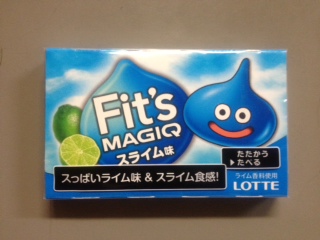 Fit's
MAGIQ
スライム味
すっぱいライム味 & スライム食感!
たたかう
▶たべる
ライム香料使用
LOTTE